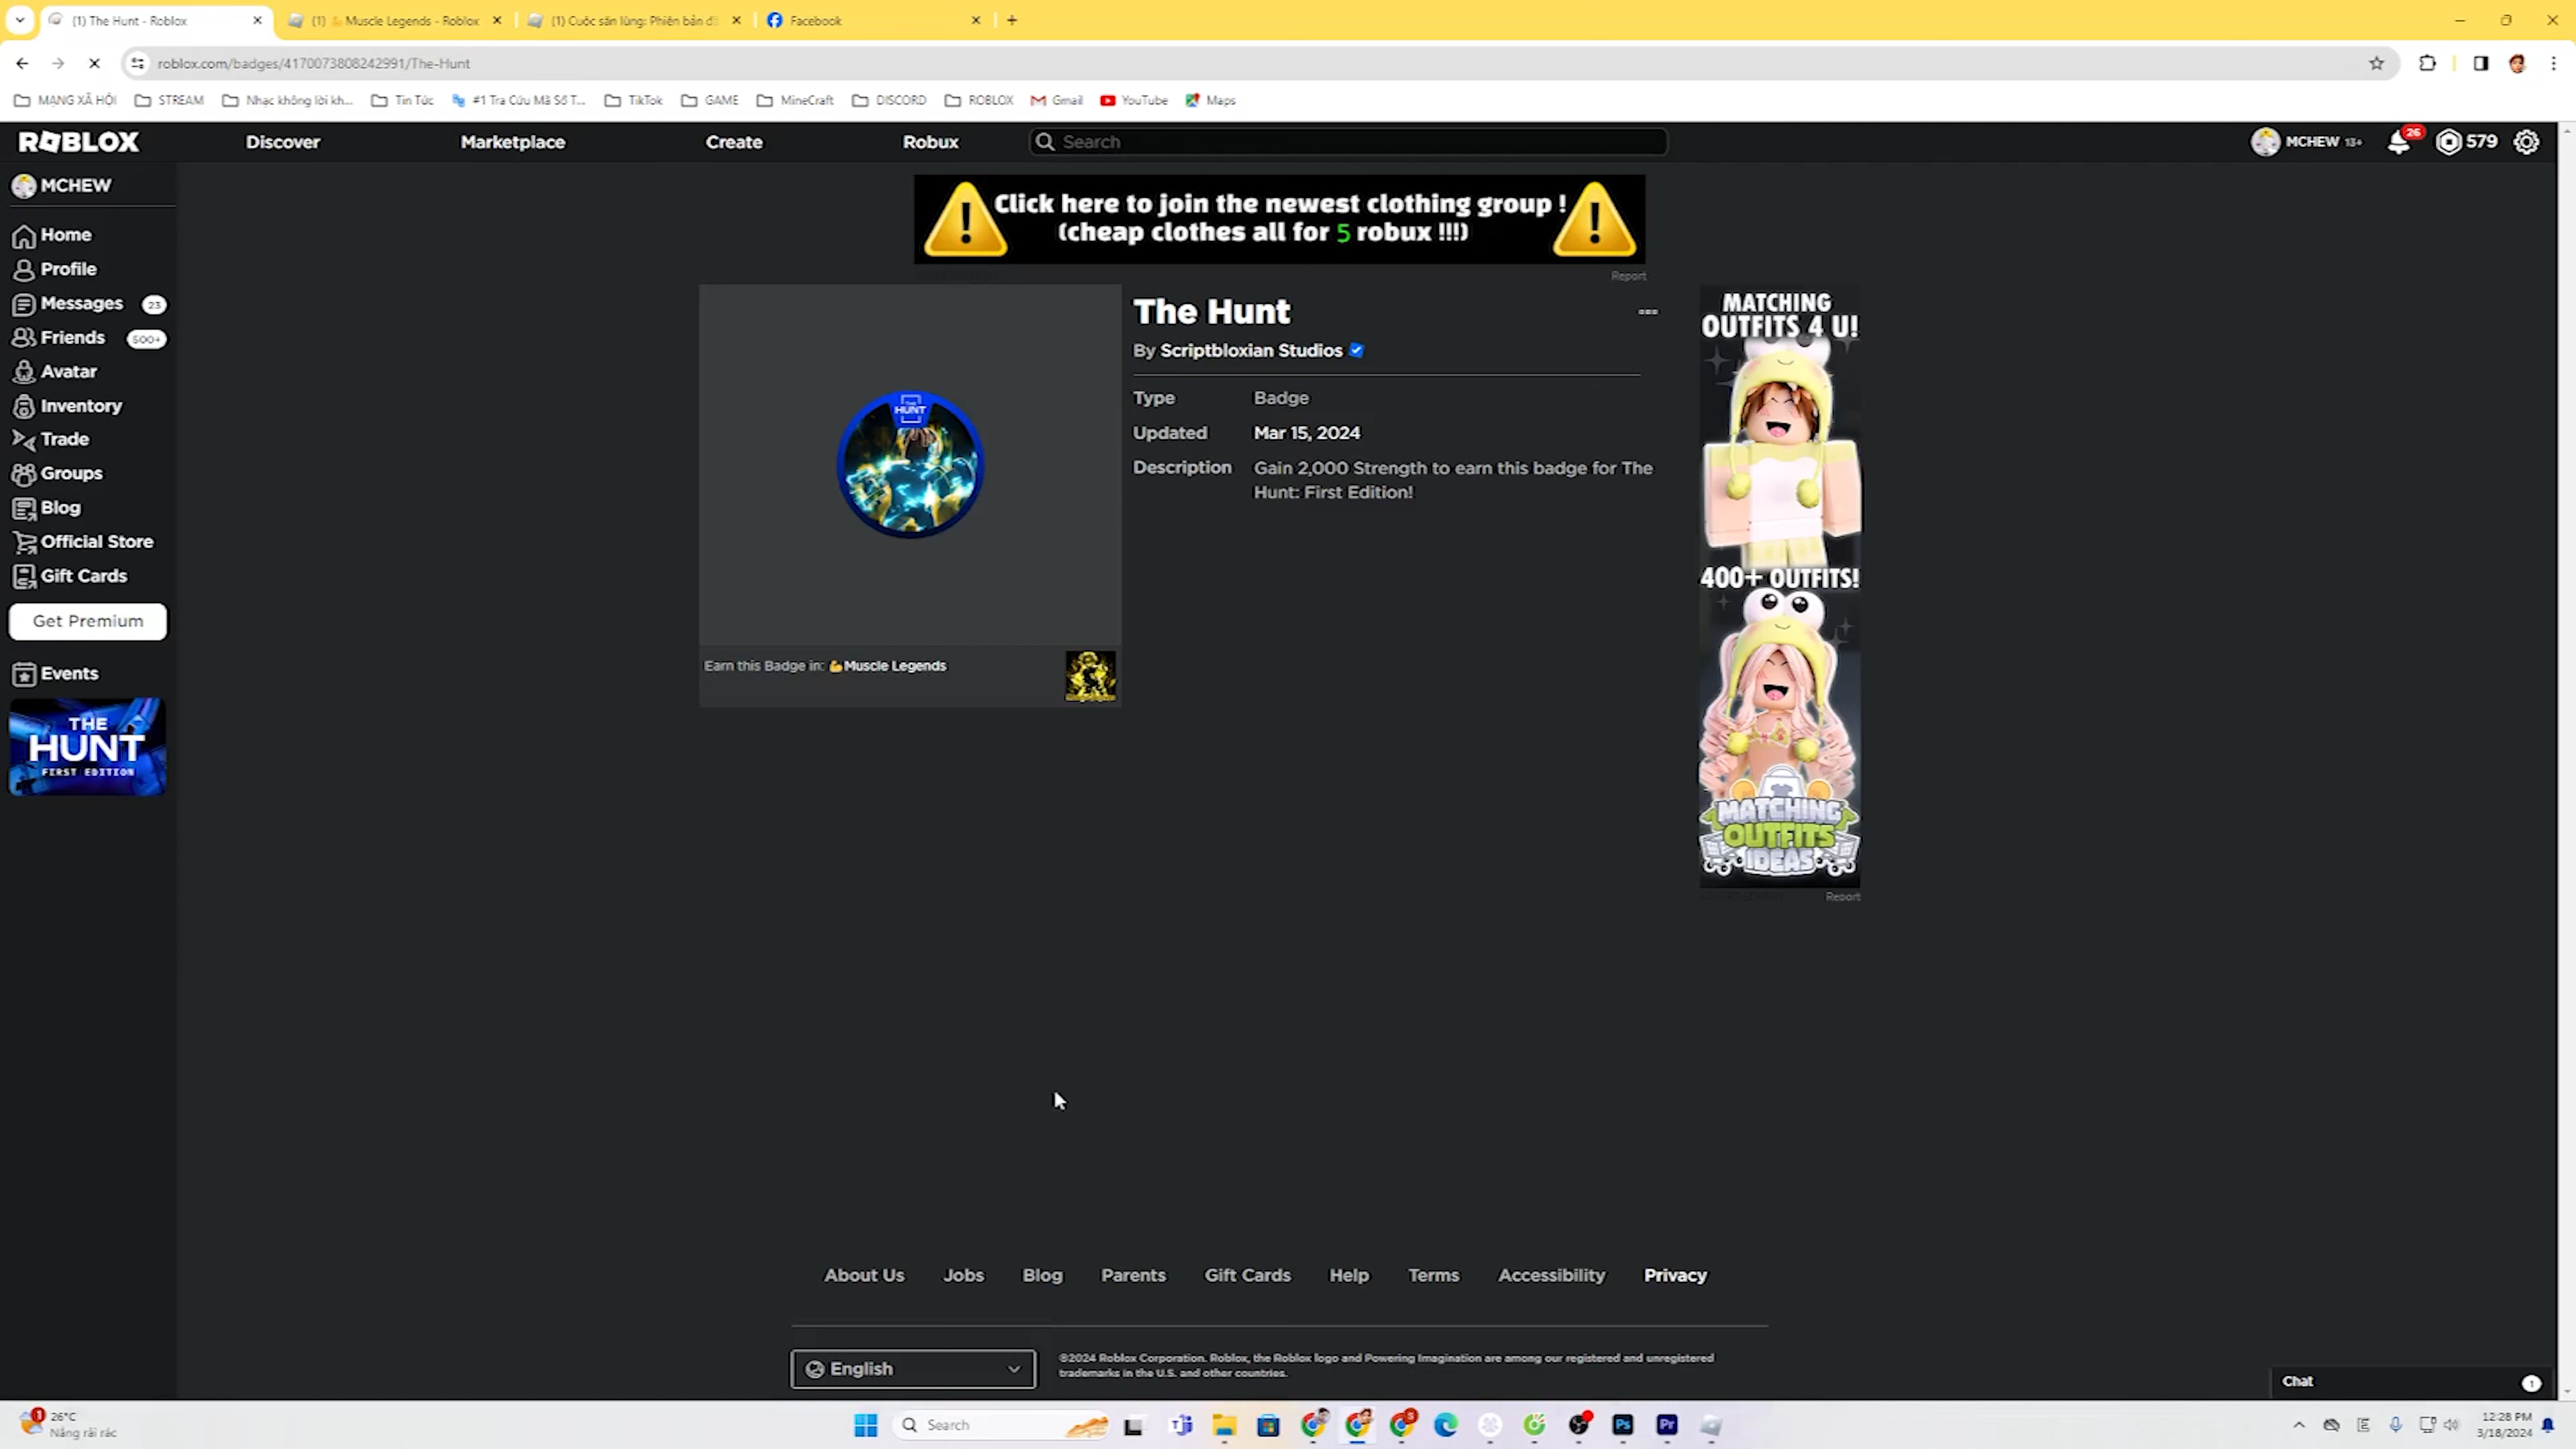 (1) The Hunt - Roblox
(1) 💪 Muscle Legends - Roblox
(1) Cuộc săn lùng: Phiên bản đ
Facebook
roblox.com/badges/4170073808242991/The-Hunt
MẠNG XÃ HỘI
STREAM
Nhạc không lời kh...
Tin Tức
#1 Tra Cứu Mã Số T...
TikTok
GAME
MineCraft
DISCORD
ROBLOX
Gmail
YouTube
Maps
ROBLOX
Discover
Marketplace
Create
Robux
Search
MCHEW 13+
26
579
MCHEW
Home
Profile
Messages 23
Friends 500+
Avatar
Inventory
Trade
Groups
Blog
Official Store
Gift Cards
Get Premium
Events
THE
HUNT
FIRST EDITION
Click here to join the newest clothing group !
(cheap clothes all for 5 robux !!!)
Report
THE
HUNT
Earn this Badge in: 💪Muscle Legends
The Hunt
By Scriptbloxian Studios
Type Badge
Updated Mar 15, 2024
Description Gain 2,000 Strength to earn this badge for The
Hunt: First Edition!
MATCHING
OUTFITS 4 U!
400+ OUTFITS!
MATCHING
OUTFITS
IDEAS
Report
About Us
Jobs
Blog
Parents
Gift Cards
Help
Terms
Accessibility
Privacy
English
©2024 Roblox Corporation. Roblox, the Roblox logo and Powering Imagination are among our registered and unregistered
trademarks in the U.S. and other countries.
Chat
1
1
26°C
Nắng rải rác
Search
S
Ps
Pr
12:28 PM
3/18/2024